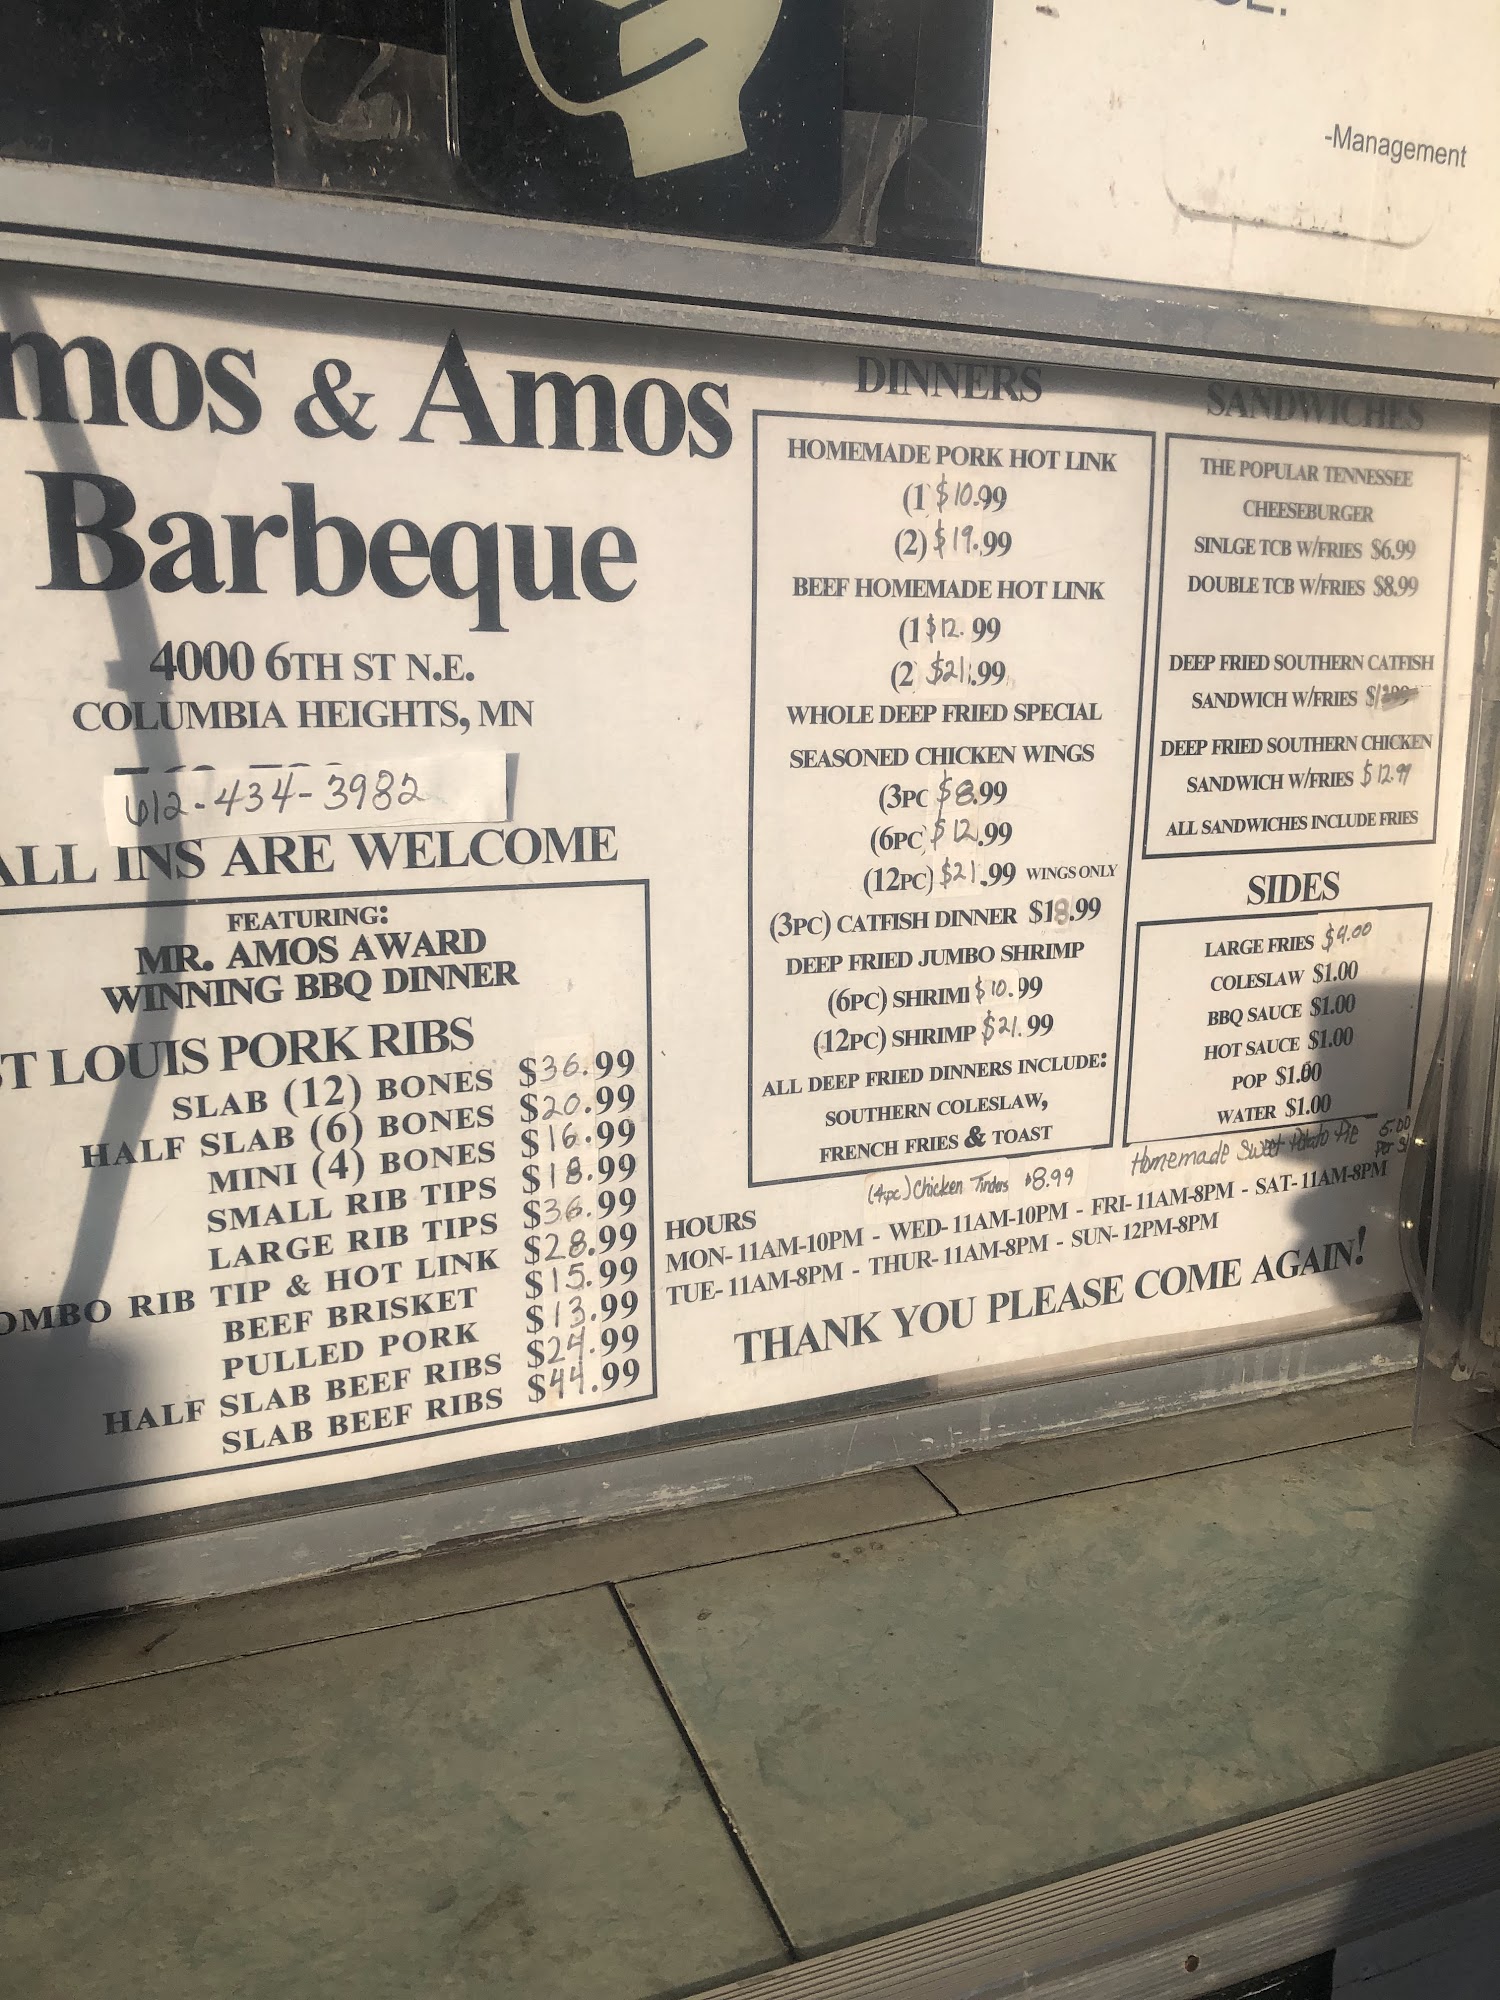 -Management
mos & Amos
Barbeque
4000 6TH ST N.E.
COLUMBIA HEIGHTS, MN
612-434-3982
ALL INS ARE WELCOME
FEATURING:
MR. AMOS AWARD
WINNING BBQ DINNER
ST LOUIS PORK RIBS
SLAB (12) BONES $36.99
HALF SLAB (6) BONES $20.99
MINI (4) BONES $16.99
SMALL RIB TIPS $18.99
LARGE RIB TIPS $36.99
OMBO RIB TIP & HOT LINK $28.99
BEEF BRISKET $15.99
PULLED PORK $13.99
HALF SLAB BEEF RIBS $24.99
SLAB BEEF RIBS $44.99
DINNERS
HOMEMADE PORK HOT LINK
(1 $10.99
(2) $19.99
BEEF HOMEMADE HOT LINK
(1 $12.99
(2 $21.99
WHOLE DEEP FRIED SPECIAL
SEASONED CHICKEN WINGS
(3PC $8.99
(6PC $12.99
(12PC) $21.99 WINGS ONLY
(3PC) CATFISH DINNER $18.99
DEEP FRIED JUMBO SHRIMP
(6PC) SHRIMI $10.99
(12PC) SHRIMP $21.99
ALL DEEP FRIED DINNERS INCLUDE:
SOUTHERN COLESLAW,
FRENCH FRIES & TOAST
(4pc) Chicken Tinders $8.99
SANDWICHES
THE POPULAR TENNESSEE
CHEESEBURGER
SINLGE TCB W/FRIES $6.99
DOUBLE TCB W/FRIES $8.99
DEEP FRIED SOUTHERN CATFISH
SANDWICH W/FRIES
DEEP FRIED SOUTHERN CHICKEN
SANDWICH W/FRIES $12.99
ALL SANDWICHES INCLUDE FRIES
SIDES
LARGE FRIES $4.00
COLESLAW $1.00
BBQ SAUCE $1.00
HOT SAUCE $1.00
POP $1.00
WATER $1.00
Homemade Sweet Potato Pie 5.00 per
HOURS
MON- 11AM-10PM - WED- 11AM-10PM - FRI- 11AM-8PM - SAT- 11AM-8PM
TUE- 11AM-8PM - THUR- 11AM-8PM - SUN- 12PM-8PM
THANK YOU PLEASE COME AGAIN!